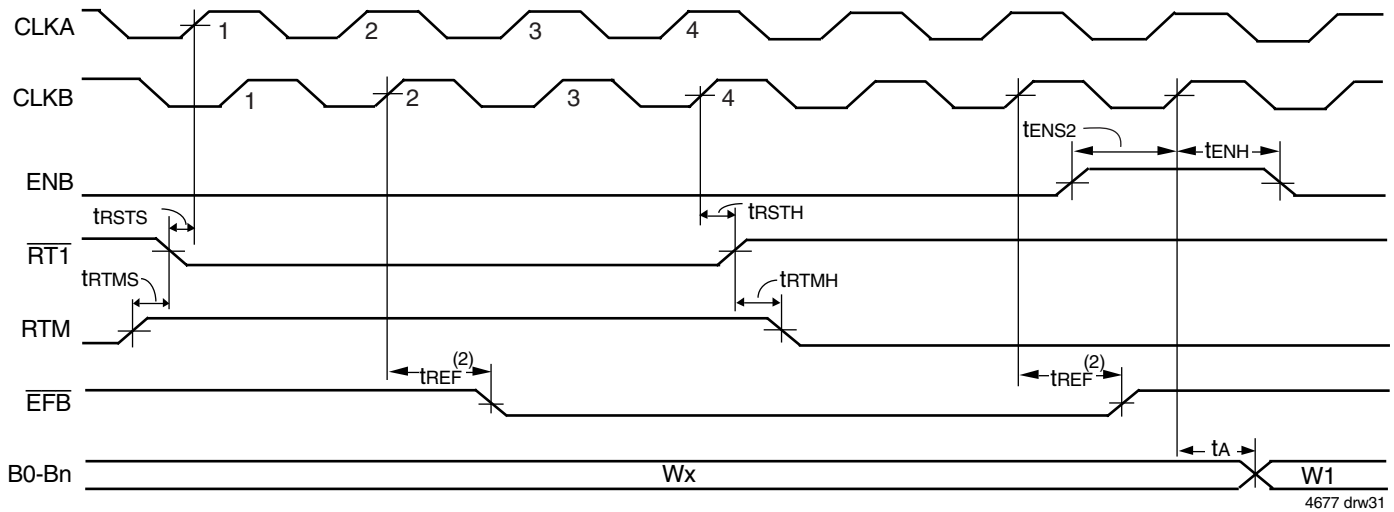 CLKA 1 2 3 4
CLKB 1 2 3 4
tENS2 tENH
ENB
tRSTS tRSTH
RT1
tRTMS tRTMH
RTM
tREF(2) tREF(2)
EFB
tA
B0-Bn Wx W1
4677 drw31